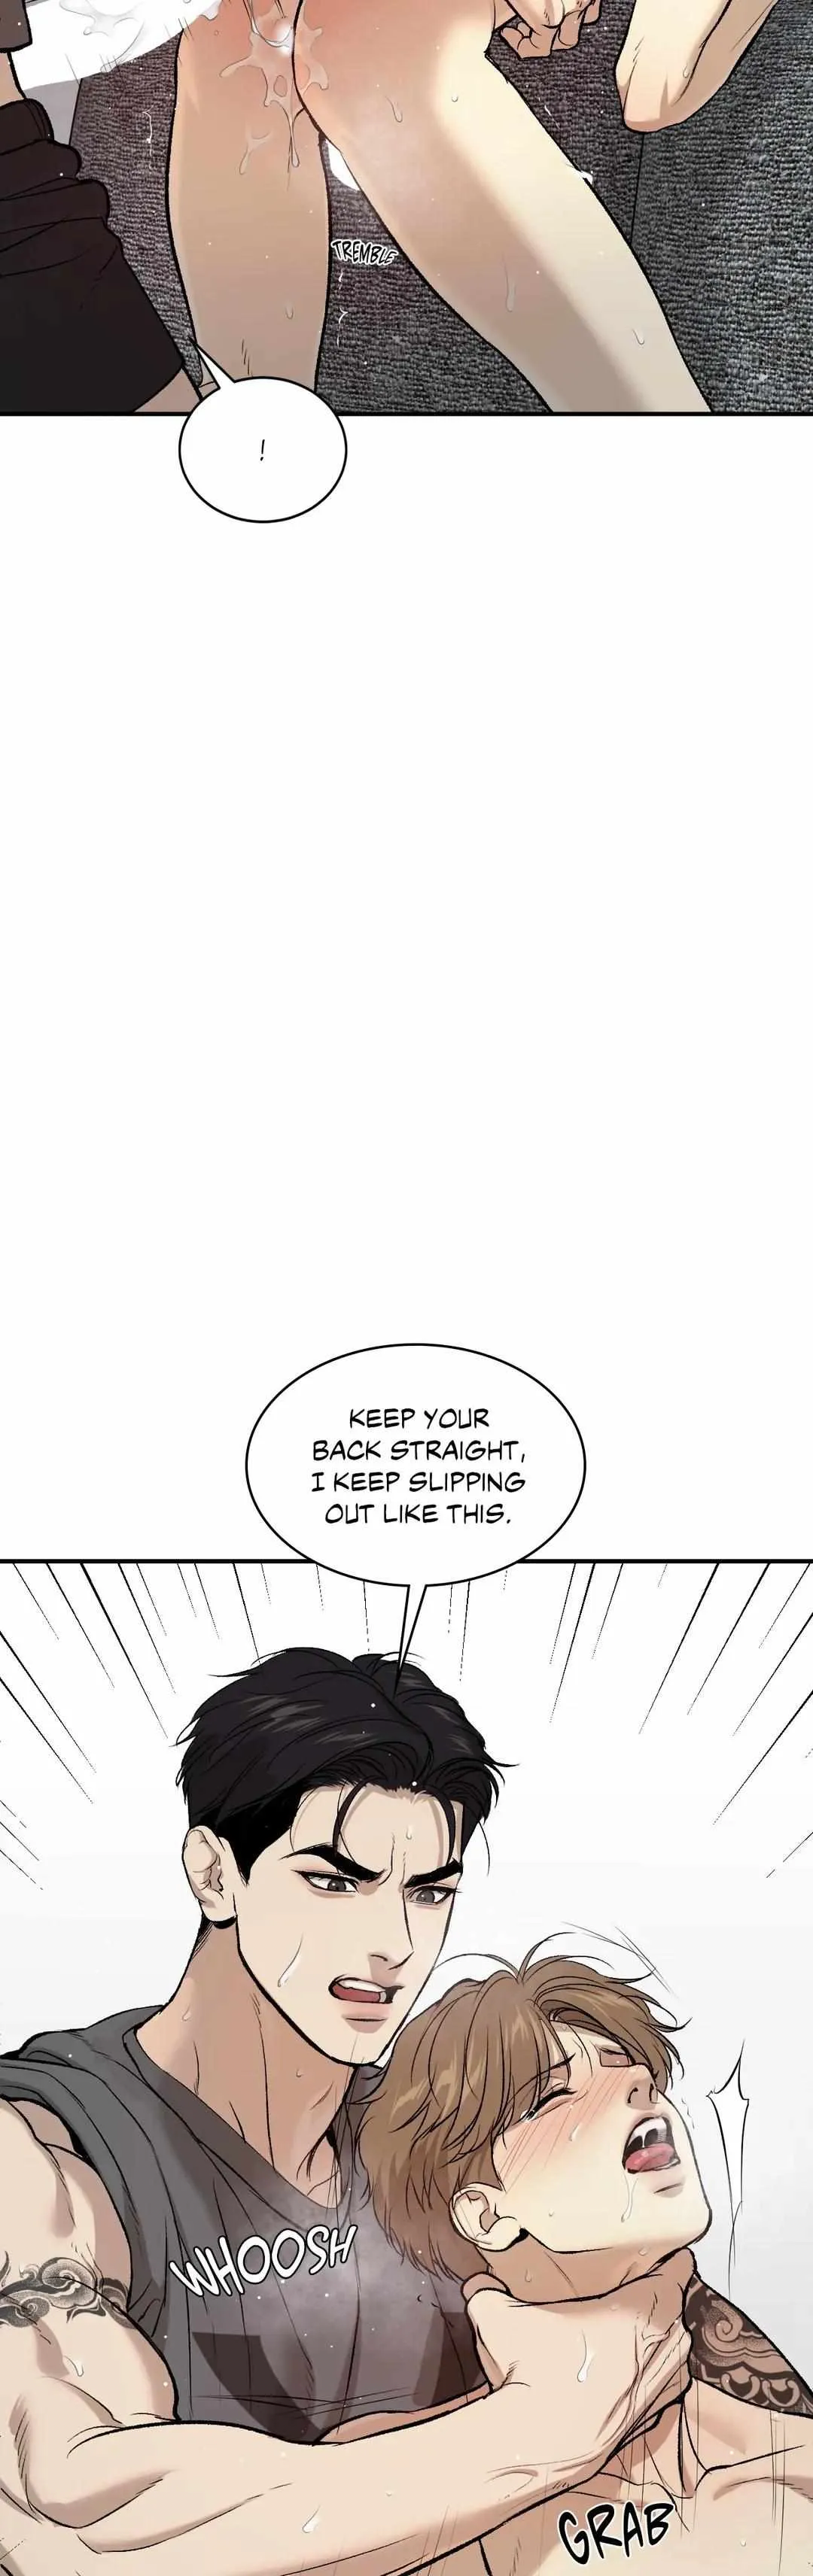 TREMBLE
!
KEEP YOUR
BACK STRAIGHT,
I KEEP SLIPPING
OUT LIKE THIS.
WHOOSH
GRAB